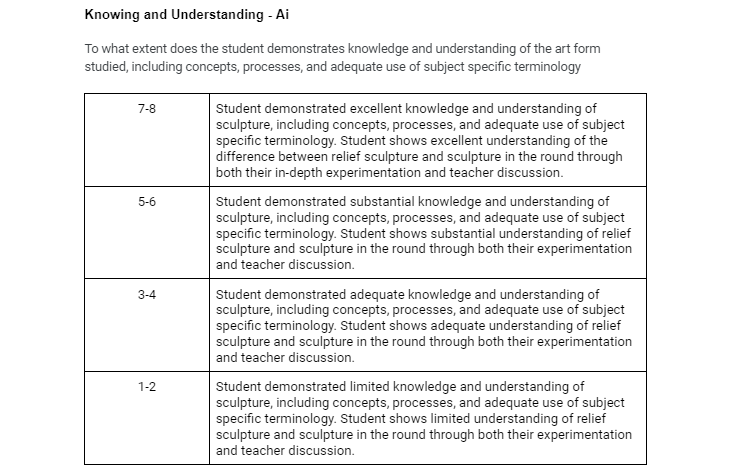 Knowing and Understanding - Ai
To what extent does the student demonstrates knowledge and understanding of the art form
studied, including concepts, processes, and adequate use of subject specific terminology
7-8
Student demonstrated excellent knowledge and understanding of
sculpture, including concepts, processes, and adequate use of subject
specific terminology. Student shows excellent understanding of the
difference between relief sculpture and sculpture in the round through
both their in-depth experimentation and teacher discussion.
5-6
Student demonstrated substantial knowledge and understanding of
sculpture, including concepts, processes, and adequate use of subject
specific terminology. Student shows substantial understanding of relief
sculpture and sculpture in the round through both their experimentation
and teacher discussion.
3-4
Student demonstrated adequate knowledge and understanding of
sculpture, including concepts, processes, and adequate use of subject
specific terminology. Student shows adequate understanding of relief
sculpture and sculpture in the round through both their experimentation
and teacher discussion.
1-2
Student demonstrated limited knowledge and understanding of
sculpture, including concepts, processes, and adequate use of subject
specific terminology. Student shows limited understanding of relief
sculpture and sculpture in the round through both their experimentation
and teacher discussion.